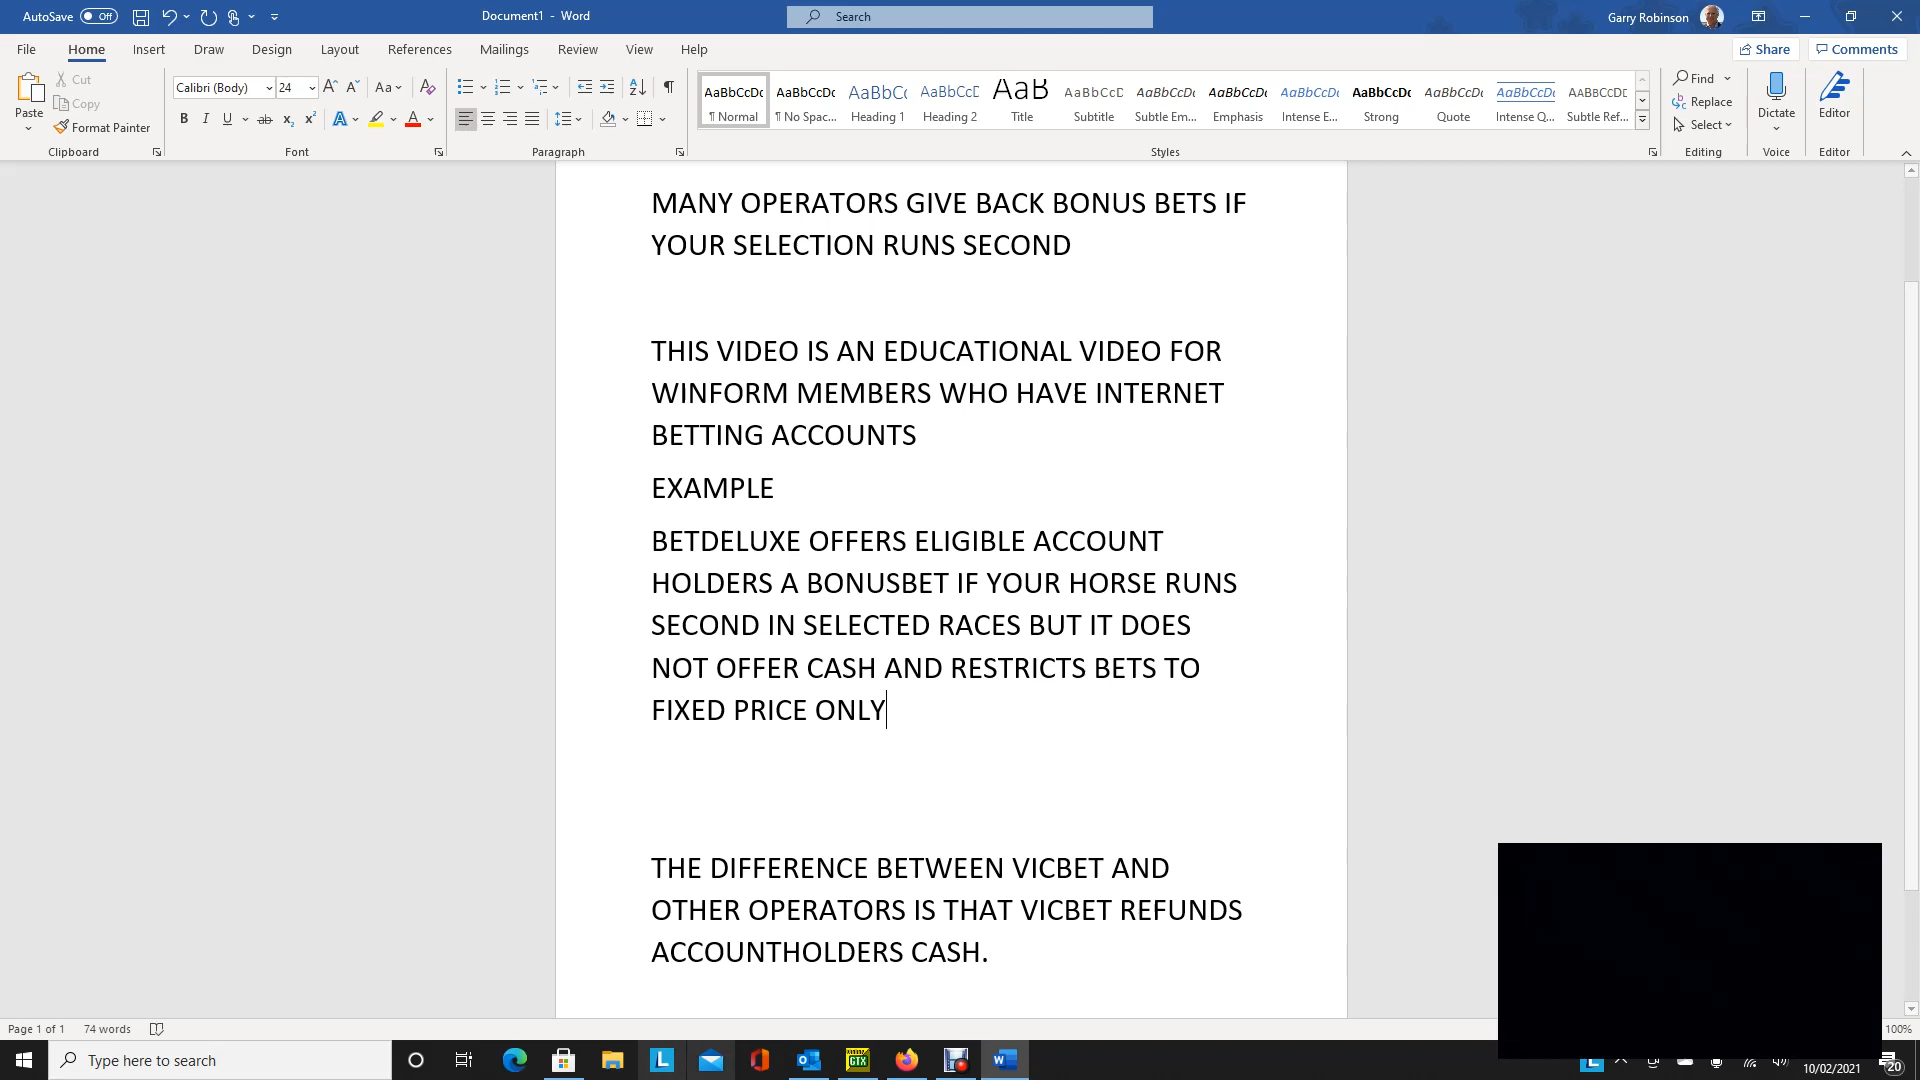 AutoSave Off
Document1 - Word
Search
Garry Robinson
File Home Insert Draw Design Layout References Mailings Review View Help
Share Comments
Paste
Cut
Copy
Format Painter
Clipboard
Calibri (Body) 24
Font
Paragraph
AaBbCcDc AaBbCcDc AaBbCc AaBbCcD AaB AaBbCcD AaBbCcDc AaBbCcDc AaBbCcDc AaBbCcDc AaBbCcDc AaBbCcDc AaBbCcDc
¶ Normal ¶ No Spac... Heading 1 Heading 2 Title Subtitle Subtle Em... Emphasis Intense E... Strong Quote Intense Q... Subtle Ref...
Styles
Find
Replace
Select
Editing
Dictate
Voice
Editor
Editor
MANY OPERATORS GIVE BACK BONUS BETS IF
YOUR SELECTION RUNS SECOND
THIS VIDEO IS AN EDUCATIONAL VIDEO FOR
WINFORM MEMBERS WHO HAVE INTERNET
BETTING ACCOUNTS
EXAMPLE
BETDELUXE OFFERS ELIGIBLE ACCOUNT
HOLDERS A BONUSBET IF YOUR HORSE RUNS
SECOND IN SELECTED RACES BUT IT DOES
NOT OFFER CASH AND RESTRICTS BETS TO
FIXED PRICE ONLY
THE DIFFERENCE BETWEEN VICBET AND
OTHER OPERATORS IS THAT VICBET REFUNDS
ACCOUNTHOLDERS CASH.
Page 1 of 1 74 words
100%
Type here to search
10/02/2021
20